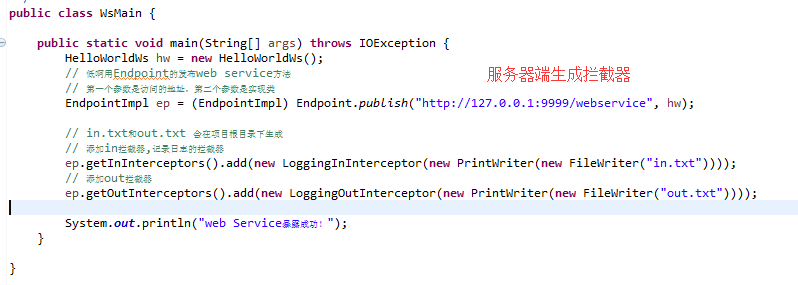 public class WsMain {
public static void main(String[] args) throws IOException {
HelloWorldWs hw = new HelloWorldWs();
// 低啊用Endpoint的发布web service方法
服务器端生成拦截器
// 第一个参数是访问的地址，第二个参数是实现类
EndpointImpl ep = (EndpointImpl) Endpoint.publish("http://127.0.0.1:9999/webservice", hw);
// in.txt和out.txt 会在项目根目录下生成
// 添加in拦截器,记录日志的拦截器
ep.getInInterceptors().add(new LoggingInInterceptor(new PrintWriter(new FileWriter("in.txt"))));
// 添加out拦截器
ep.getOutInterceptors().add(new LoggingOutInterceptor(new PrintWriter(new FileWriter("out.txt"))));
System.out.println("web Service暴露成功！");
}
}